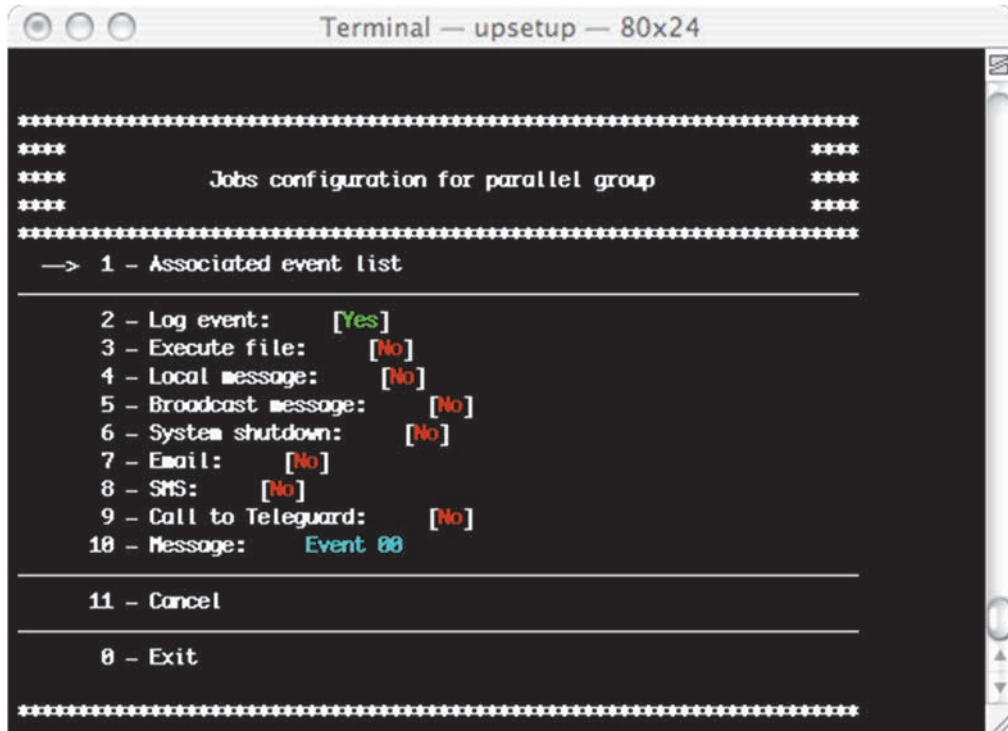 Terminal — upsetup — 80x24
**********************************************************************
**** ****
**** Jobs configuration for parallel group ****
**** ****
**********************************************************************
—> 1 - Associated event list
2 - Log event: [Yes]
3 - Execute file: [No]
4 - Local message: [No]
5 - Broadcast message: [No]
6 - System shutdown: [No]
7 - Email: [No]
8 - SMS: [No]
9 - Call to Teleguard: [No]
10 - Message: Event 00
11 - Cancel
0 - Exit
**********************************************************************